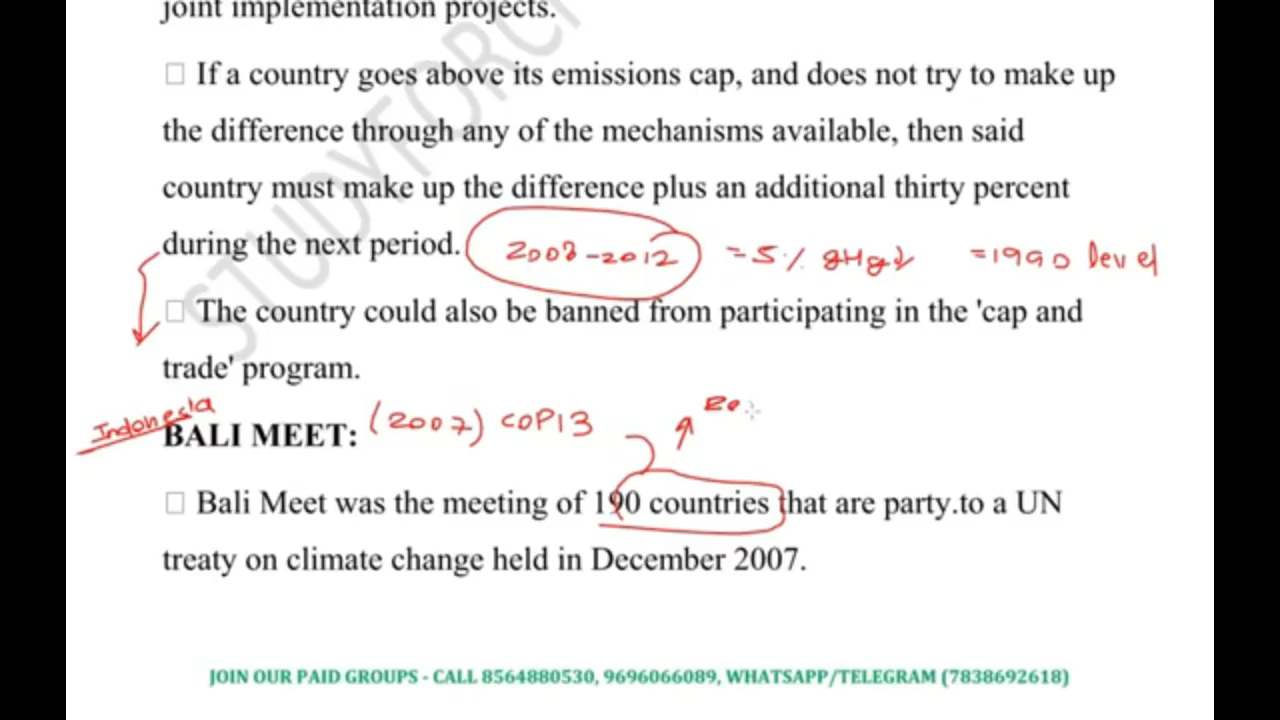 joint implementation projects.
If a country goes above its emissions cap, and does not try to make up
the difference through any of the mechanisms available, then said
country must make up the difference plus an additional thirty percent
during the next period. 2008-2012 =5% gHgs =1990 level
The country could also be banned from participating in the 'cap and
trade' program.
Indonesia
BALI MEET: (2007) COP13
Bali Meet was the meeting of 190 countries that are party.to a UN
treaty on climate change held in December 2007.
JOIN OUR PAID GROUPS - CALL 8564880530, 9696066089, WHATSAPP/TELEGRAM (7838692618)